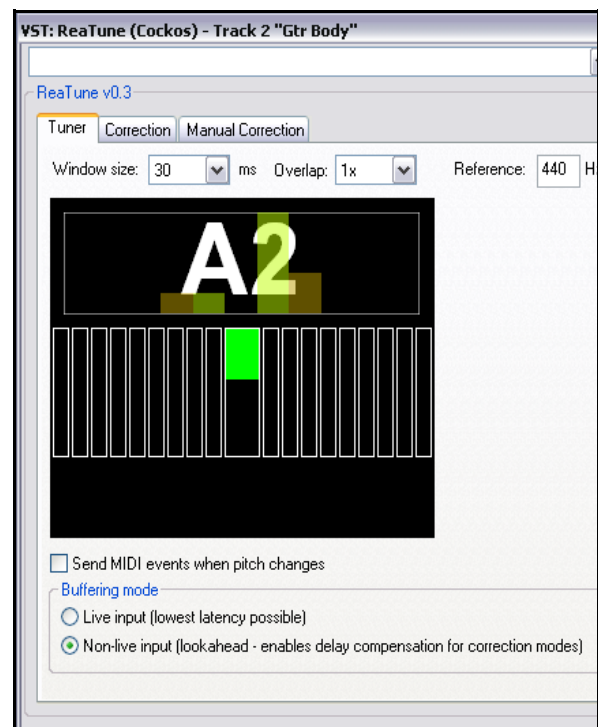 VST: ReaTune (Cockos) - Track 2 "Gtr Body"
ReaTune v0.3
Tuner Correction Manual Correction
Window size: 30 ms Overlap: 1x Reference: 440 H
A2
Send MIDI events when pitch changes
Buffering mode
Live input (lowest latency possible)
Non-live input (lookahead - enables delay compensation for correction modes)